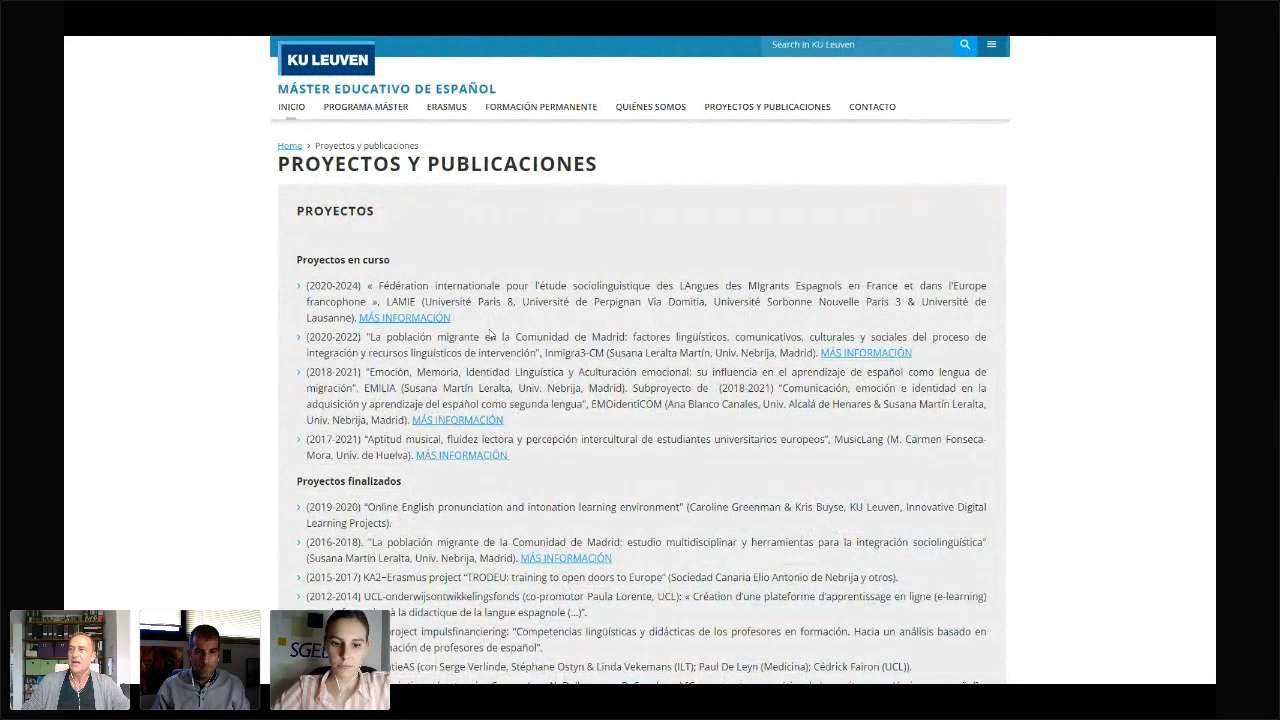 KU LEUVEN
Search in KU Leuven
MÁSTER EDUCATIVO DE ESPAÑOL
INICIO PROGRAMA MÁSTER ERASMUS FORMACIÓN PERMANENTE QUIÉNES SOMOS PROYECTOS Y PUBLICACIONES CONTACTO
Home > Proyectos y publicaciones
PROYECTOS Y PUBLICACIONES
PROYECTOS
Proyectos en curso
(2020-2024) « Fédération internationale pour l'étude sociolinguistique des LAngues des MIgrants Espagnols en France et dans l'Europe
francophone », LAMIE (Université Paris 8, Université de Perpignan Via Domitia, Université Sorbonne Nouvelle Paris 3 & Université de
Lausanne). MÁS INFORMACIÓN
(2020-2022) "La población migrante de la Comunidad de Madrid: factores lingüísticos, comunicativos, culturales y sociales del proceso de
integración y recursos lingüísticos de intervención", Inmigra3-CM (Susana Leralta Martín, Univ. Nebrija, Madrid). MÁS INFORMACIÓN
(2018-2021) "Emoción, Memoria, Identidad LInguística y Aculturación emocional: su influencia en el aprendizaje de español como lengua de
migración", EMILIA (Susana Martín Leralta, Univ. Nebrija, Madrid). Subproyecto de (2018-2021) "Comunicación, emoción e identidad en la
adquisición y aprendizaje del español como segunda lengua", EMOidentiCOM (Ana Blanco Canales, Univ. Alcalá de Henares & Susana Martín Leralta,
Univ. Nebrija, Madrid). MÁS INFORMACIÓN
(2017-2021) "Aptitud musical, fluidez lectora y percepción intercultural de estudiantes universitarios europeos", MusicLang (M. Carmen Fonseca-
Mora, Univ. de Huelva). MÁS INFORMACIÓN
Proyectos finalizados
(2019-2020) "Online English pronunciation and intonation learning environment" (Caroline Greenman & Kris Buyse, KU Leuven, Innovative Digital
Learning Projects).
(2016-2018). "La población migrante de la Comunidad de Madrid: estudio multidisciplinar y herramientas para la integración sociolingüística"
(Susana Martín Leralta, Univ. Nebrija, Madrid). MÁS INFORMACIÓN
(2015-2017) KA2–Erasmus project "TRODEU: training to open doors to Europe" (Sociedad Canaria Elio Antonio de Nebrija y otros).
(2012-2014) UCL-onderwijsontwikkelingsfonds (co-promotor Paula Lorente, UCL): « Création d'une plateforme d'apprentissage en ligne (e-learning)
à la didactique de la langue espagnole (...)".
project impulsfinanciering: "Competencias lingüísticas y didácticas de los profesores en formación. Hacia un análisis basado en
de profesores de español".
(con Serge Verlinde, Stéphane Ostyn & Linda Vekemans (ILT); Paul De Leyn (Medicina); Cédrick Fairon (UCL)).